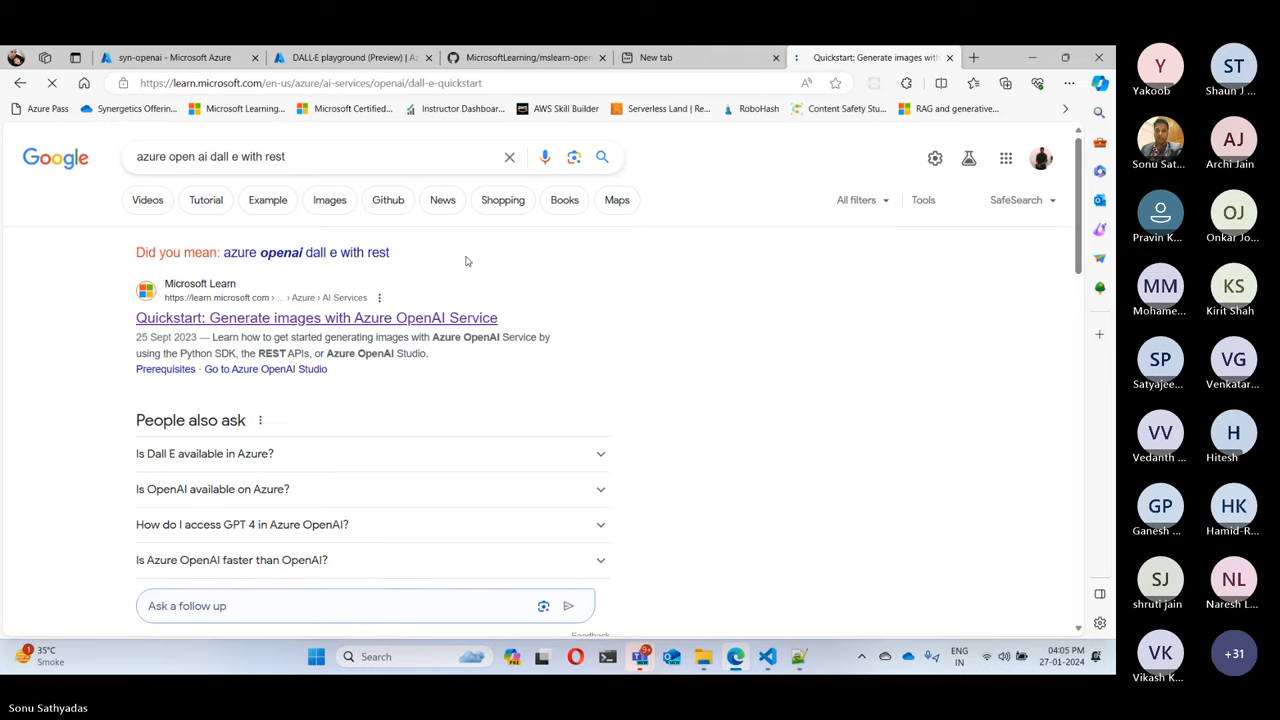 syn-openai - Microsoft Azure
DALL-E playground (Preview) | Az
MicrosoftLearning/mslearn-open
New tab
Quickstart: Generate images with
https://learn.microsoft.com/en-us/azure/ai-services/openai/dall-e-quickstart
Azure Pass
Synergetics Offerin...
Microsoft Learning...
Microsoft Certified...
Instructor Dashboar...
AWS Skill Builder
Serverless Land | Re...
RoboHash
Content Safety Stu...
RAG and generative...
Google
azure open ai dall e with rest
Videos
Tutorial
Example
Images
Github
News
Shopping
Books
Maps
All filters
Tools
SafeSearch
Did you mean: azure openai dall e with rest
Microsoft Learn
https://learn.microsoft.com › ... › Azure › AI Services
Quickstart: Generate images with Azure OpenAI Service
25 Sept 2023 — Learn how to get started generating images with Azure OpenAI Service by
using the Python SDK, the REST APIs, or Azure OpenAI Studio.
Prerequisites · Go to Azure OpenAI Studio
People also ask
Is Dall E available in Azure?
Is OpenAI available on Azure?
How do I access GPT 4 in Azure OpenAI?
Is Azure OpenAI faster than OpenAI?
Ask a follow up
Feedback
1
35°C
Smoke
Search
9+
ENG
IN
04:05 PM
27-01-2024
Y
Yakoob
ST
Shaun J ...
Sonu Sat...
AJ
Archi Jain
Pravin K...
OJ
Onkar Jo...
MM
Mohame...
KS
Kirit Shah
SP
Satyajee...
VG
Venkatar...
VV
Vedanth ...
H
Hitesh
GP
Ganesh ...
HK
Hamid-R...
SJ
shruti jain
NL
Naresh L...
VK
Vikash K...
+31
Sonu Sathyadas